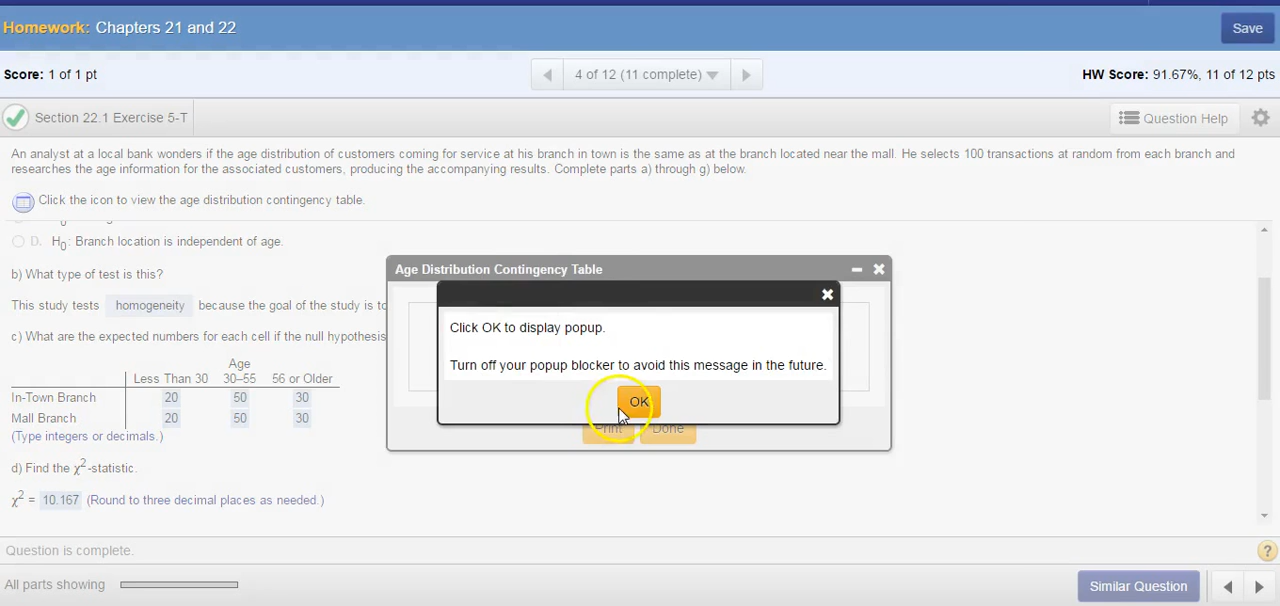 Homework: Chapters 21 and 22
Save
Score: 1 of 1 pt
4 of 12 (11 complete)
HW Score: 91.67%, 11 of 12 pts
Section 22.1 Exercise 5-T
Question Help
An analyst at a local bank wonders if the age distribution of customers coming for service at his branch in town is the same as at the branch located near the mall. He selects 100 transactions at random from each branch and
researches the age information for the associated customers, producing the accompanying results. Complete parts a) through g) below.
Click the icon to view the age distribution contingency table.
D. H0: Branch location is independent of age.
b) What type of test is this?
This study tests homogeneity because the goal of the study is to
c) What are the expected numbers for each cell if the null hypothesis
Age
Less Than 30 30–55 56 or Older
In-Town Branch 20 50 30
Mall Branch 20 50 30
(Type integers or decimals.)
d) Find the χ2-statistic.
χ2 = 10.167 (Round to three decimal places as needed.)
Age Distribution Contingency Table
Click OK to display popup.
Turn off your popup blocker to avoid this message in the future.
OK
Print Done
Question is complete.
?
All parts showing
Similar Question